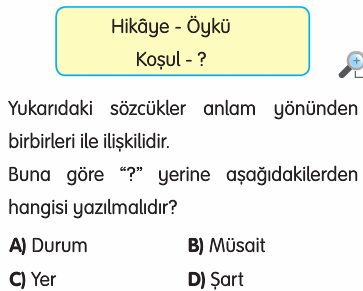 Hikâye - Öykü
Koşul - ?
Yukarıdaki sözcükler anlam yönünden
birbirleri ile ilişkilidir.
Buna göre “?” yerine aşağıdakilerden
hangisi yazılmalıdır?
A) Durum B) Müsait
C) Yer D) Şart